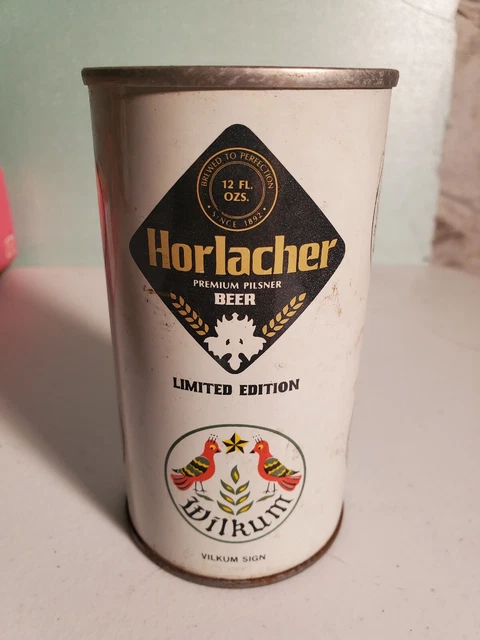 BREWED TO PERFECTION
12 FL.
OZS.
• SINCE 1892 •
Horlacher
PREMIUM PILSNER
BEER
LIMITED EDITION
Wilkum
VILKUM SIGN